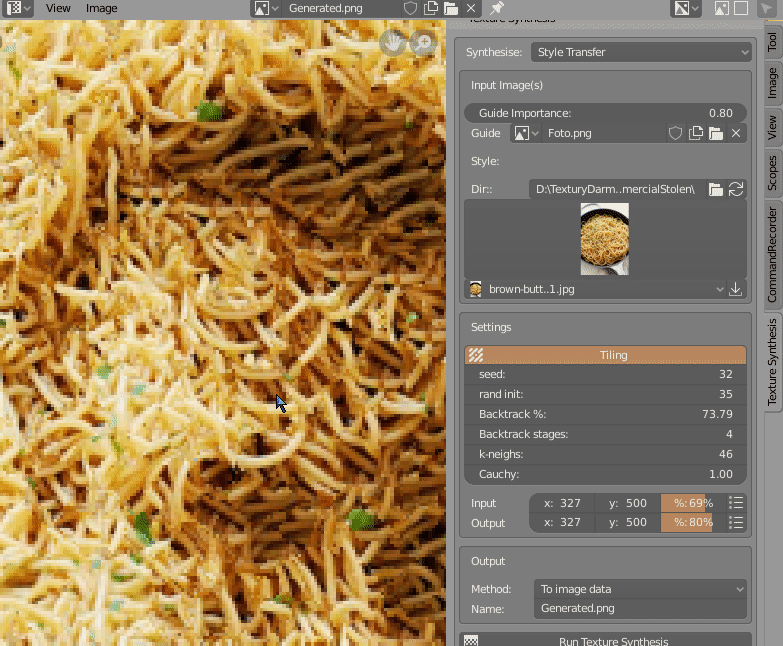 View Image Generated.png
Texture Synthesis
Synthesise: Style Transfer
Input Image(s)
Guide Importance: 0.80
Guide Foto.png
Style:
Dir:: D:\TexturyDarm..mercialStolen\
brown-butt..1.jpg
Settings
Tiling
seed: 32
rand init: 35
Backtrack %: 73.79
Backtrack stages: 4
k-neighs: 46
Cauchy: 1.00
Input x: 327 y: 500 %:69%
Output x: 327 y: 500 %:80%
Output
Method: To image data
Name: Generated.png
Run Texture Synthesis
Tool
Image
View
Scopes
CommandRecorder
Texture Synthesis